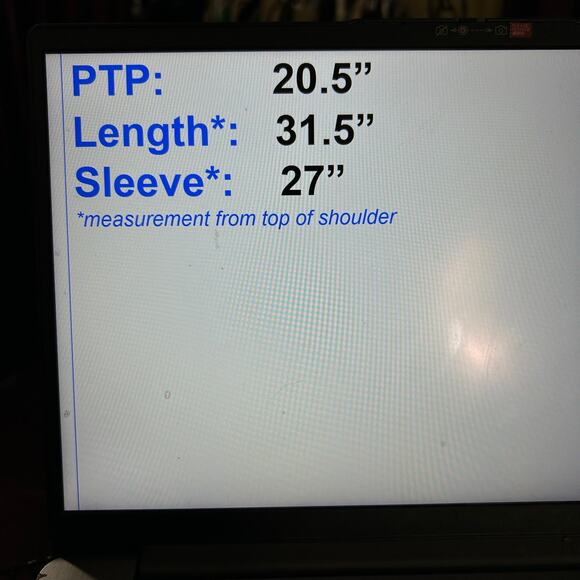 PTP: 20.5”
Length*: 31.5”
Sleeve*: 27”
*measurement from top of shoulder